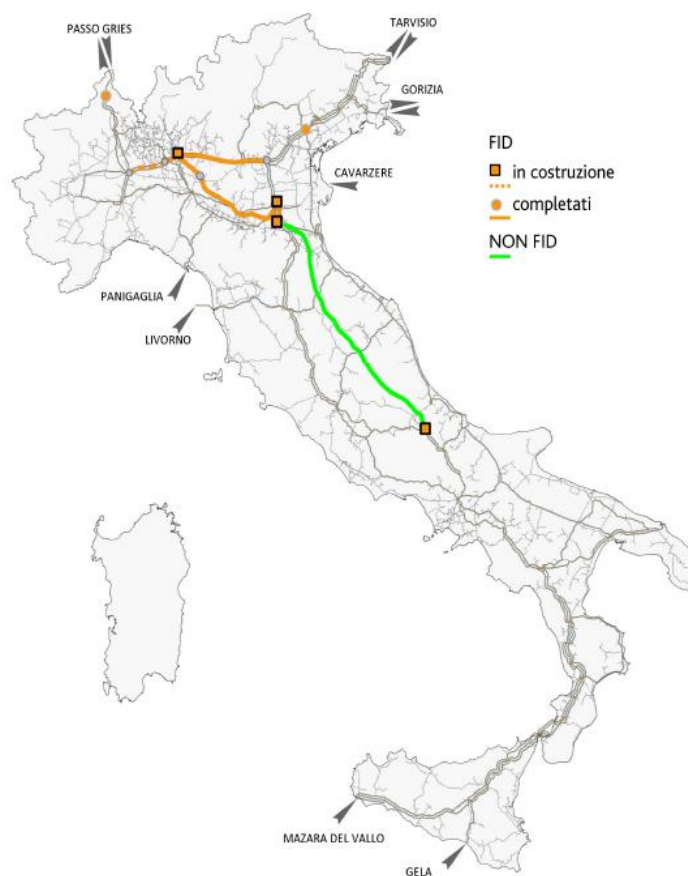 PASSO GRIES
TARVISIO
GORIZIA
CAVARZERE
FID
in costruzione
completati
NON FID
PANIGAGLIA
LIVORNO
MAZARA DEL VALLO
GELA